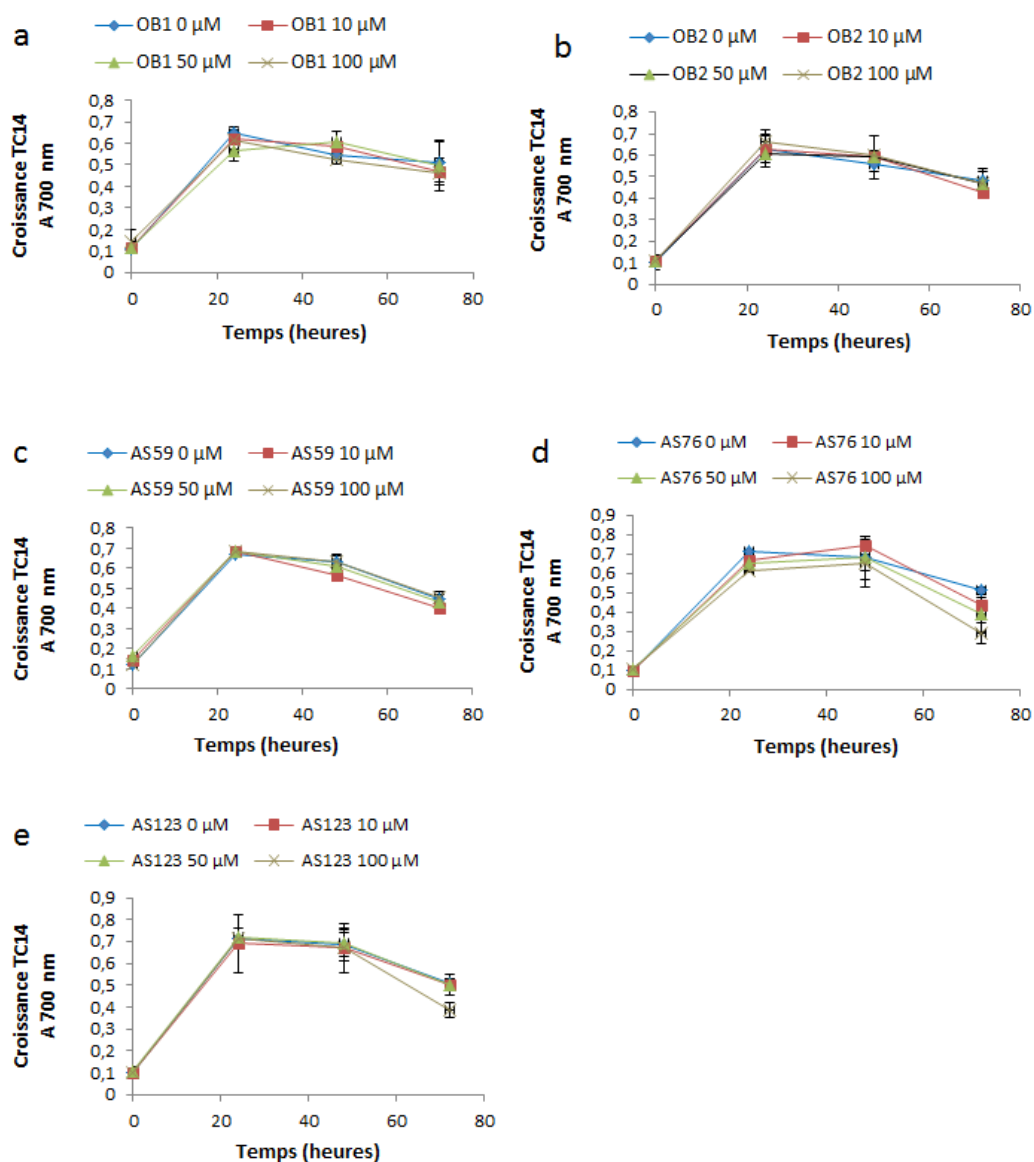 a
OB1 0 µM OB1 10 µM
OB1 50 µM OB1 100 µM
Croissance TC14
A 700 nm
0,8
0,7
0,6
0,5
0,4
0,3
0,2
0,1
0
0 20 40 60 80
Temps (heures)
b
OB2 0 µM OB2 10 µM
OB2 50 µM OB2 100 µM
Croissance TC14
A 700 nm
0,8
0,7
0,6
0,5
0,4
0,3
0,2
0,1
0
0 20 40 60 80
Temps (heures)
c
AS59 0 µM AS59 10 µM
AS59 50 µM AS59 100 µM
Croissance TC14
A 700 nm
0,8
0,7
0,6
0,5
0,4
0,3
0,2
0,1
0
0 20 40 60 80
Temps (heures)
d
AS76 0 µM AS76 10 µM
AS76 50 µM AS76 100 µM
Croissance TC14
A 700 nm
0,9
0,8
0,7
0,6
0,5
0,4
0,3
0,2
0,1
0
0 20 40 60 80
Temps (heures)
e
AS123 0 µM AS123 10 µM
AS123 50 µM AS123 100 µM
Croissance TC14
A 700 nm
0,9
0,8
0,7
0,6
0,5
0,4
0,3
0,2
0,1
0
0 20 40 60 80
Temps (heures)